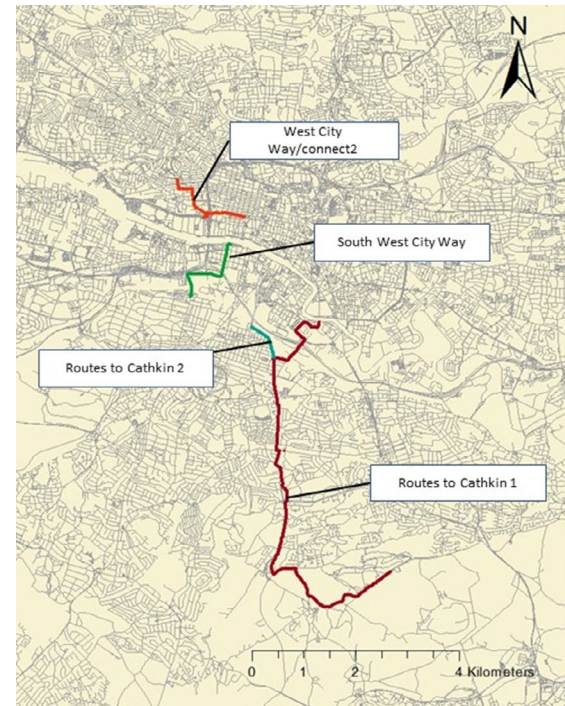 N
West City
Way/connect2
South West City Way
Routes to Cathkin 2
Routes to Cathkin 1
0 1 2 4 Kilometers